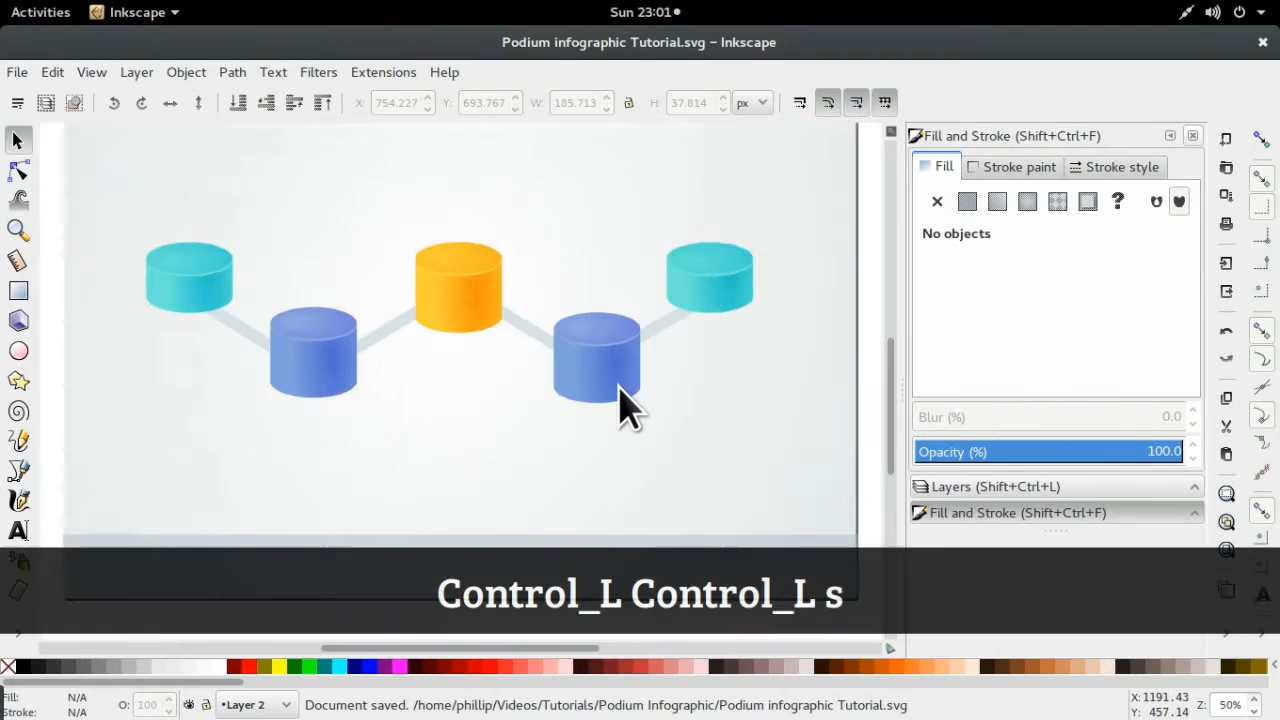 Activities Inkscape Sun 23:01
Podium infographic Tutorial.svg - Inkscape
File Edit View Layer Object Path Text Filters Extensions Help
X: 754.227 Y: 693.767 W: 185.713 H: 37.814 px
Fill and Stroke (Shift+Ctrl+F)
Fill Stroke paint Stroke style
No objects
Blur (%) 0.0
Opacity (%) 100.0
Layers (Shift+Ctrl+L)
Fill and Stroke (Shift+Ctrl+F)
Control_L Control_L s
Fill: N/A
Stroke: N/A
O: 100
•Layer 2
Document saved. /home/phillip/Videos/Tutorials/Podium Infographic/Podium infographic Tutorial.svg
X: 1191.43
Y: 457.14
Z: 50%